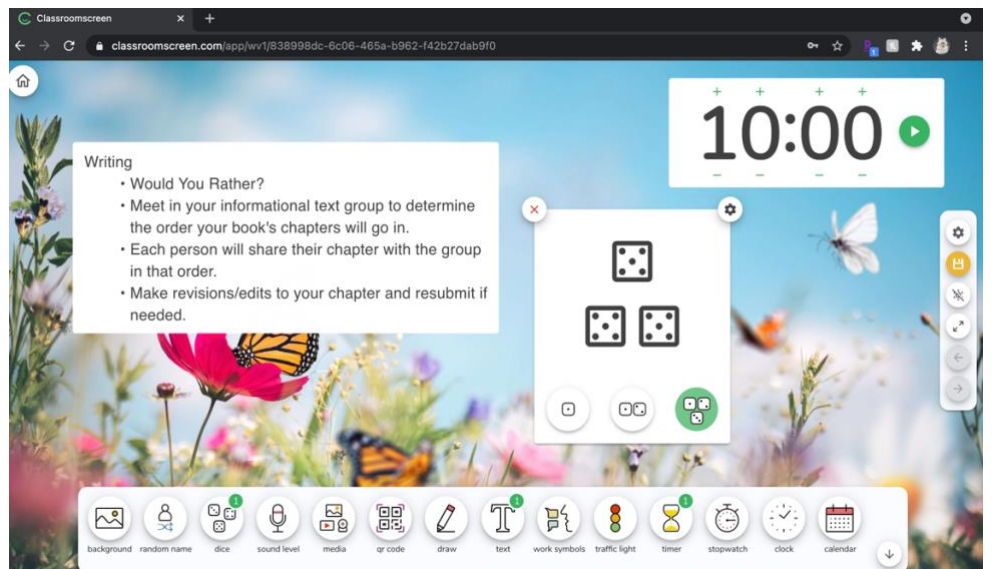 Classroomscreen
classroomscreen.com/app/wv1/838998dc-6c06-465a-b962-f42b27dab9f0
10:00
Writing
• Would You Rather?
• Meet in your informational text group to determine
the order your book's chapters will go in.
• Each person will share their chapter with the group
in that order.
• Make revisions/edits to your chapter and resubmit if
needed.
1 1 1
background random name dice sound level media qr code draw text work symbols traffic light timer stopwatch clock calendar